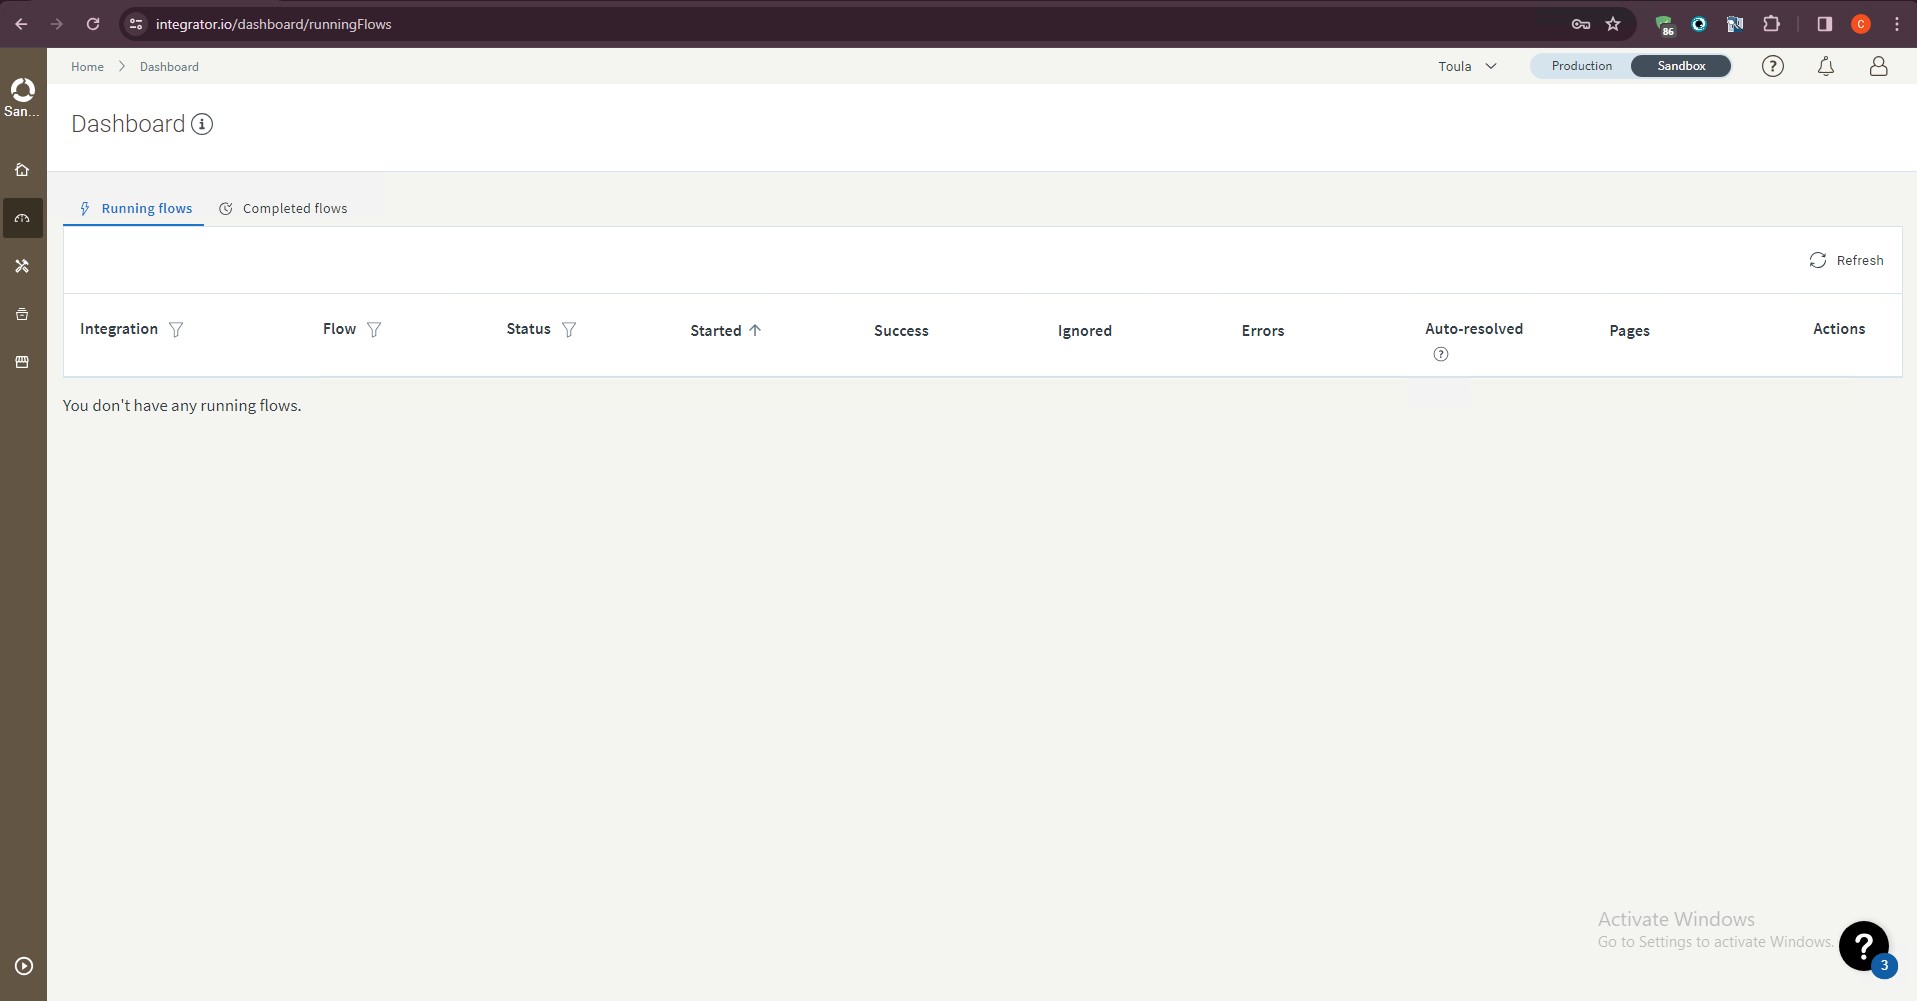 integrator.io/dashboard/runningFlows
86
C
Home Dashboard
Toula
Production Sandbox
San...
Dashboard
Running flows Completed flows
Refresh
Integration Flow Status Started Success Ignored Errors Auto-resolved Pages Actions
You don't have any running flows.
Activate Windows
Go to Settings to activate Windows.
3